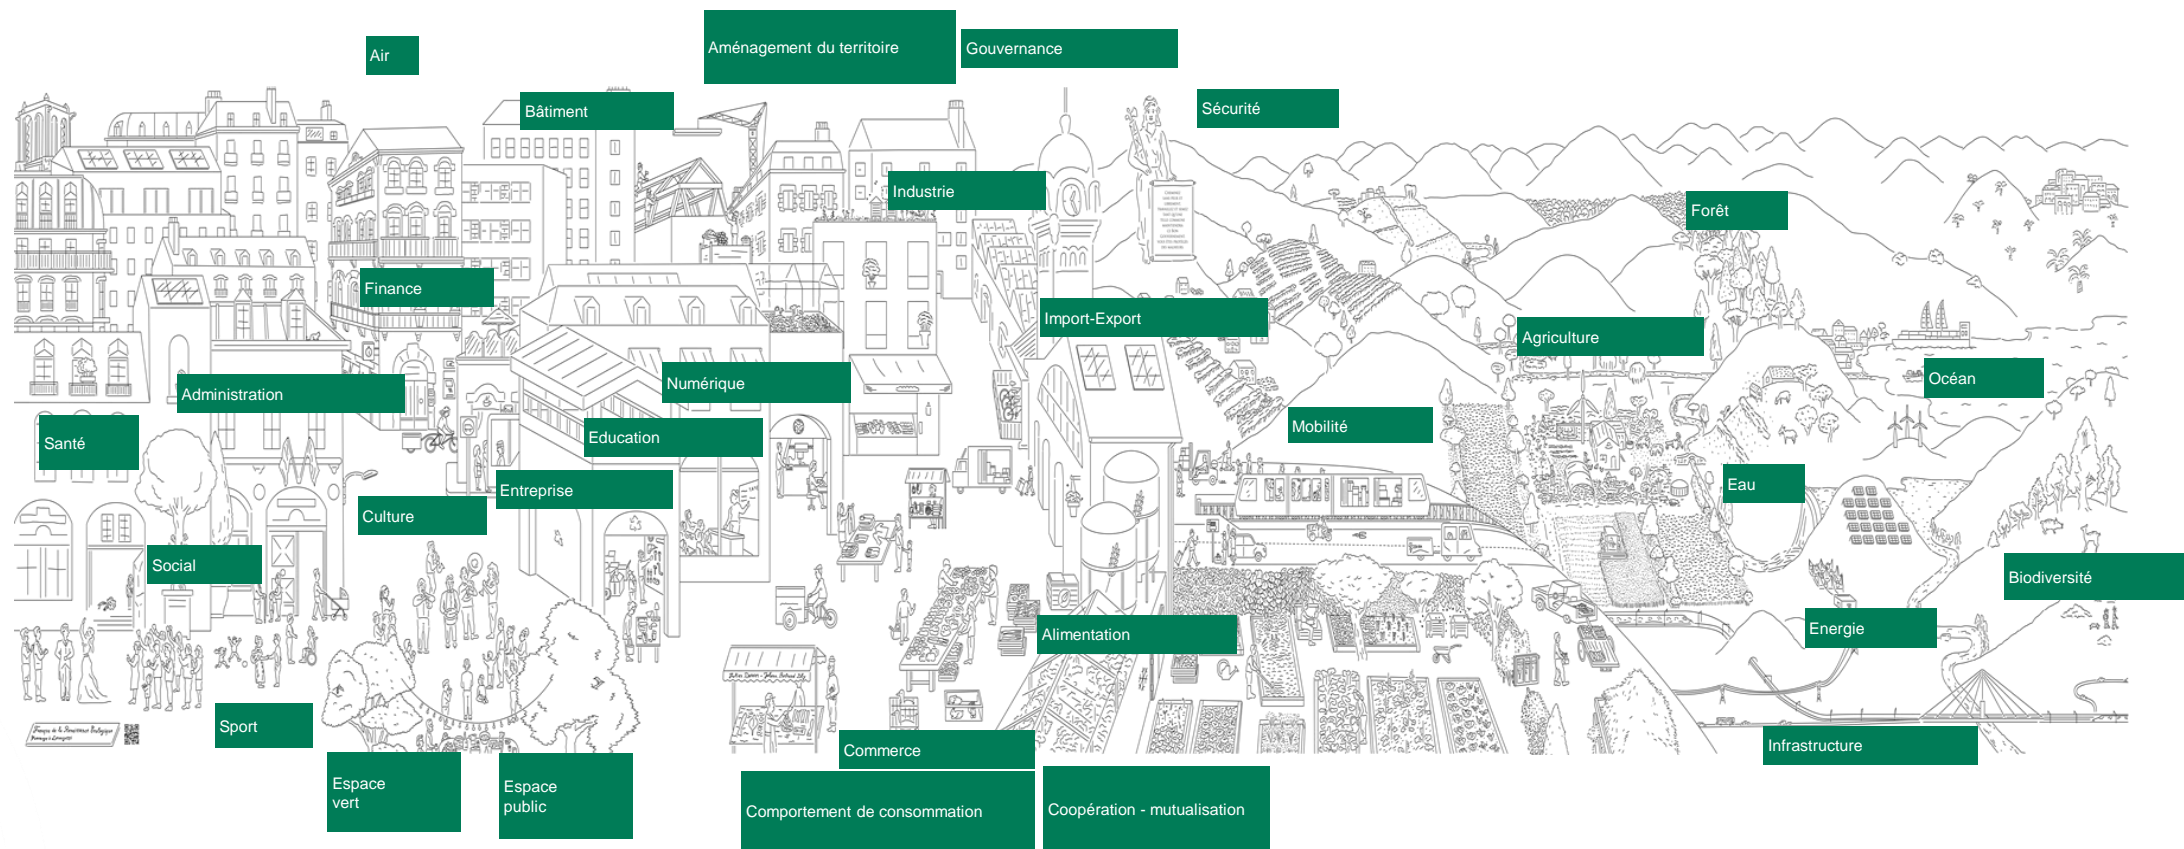 Air
Aménagement du territoire
Gouvernance
Bâtiment
Sécurité
Industrie
Forêt
Finance
Import-Export
Agriculture
Numérique
Océan
Administration
Mobilité
Santé
Education
Eau
Entreprise
Culture
Social
Biodiversité
Alimentation
Energie
Sport
Commerce
Infrastructure
Espace
vert
Espace
public
Comportement de consommation
Coopération - mutualisation